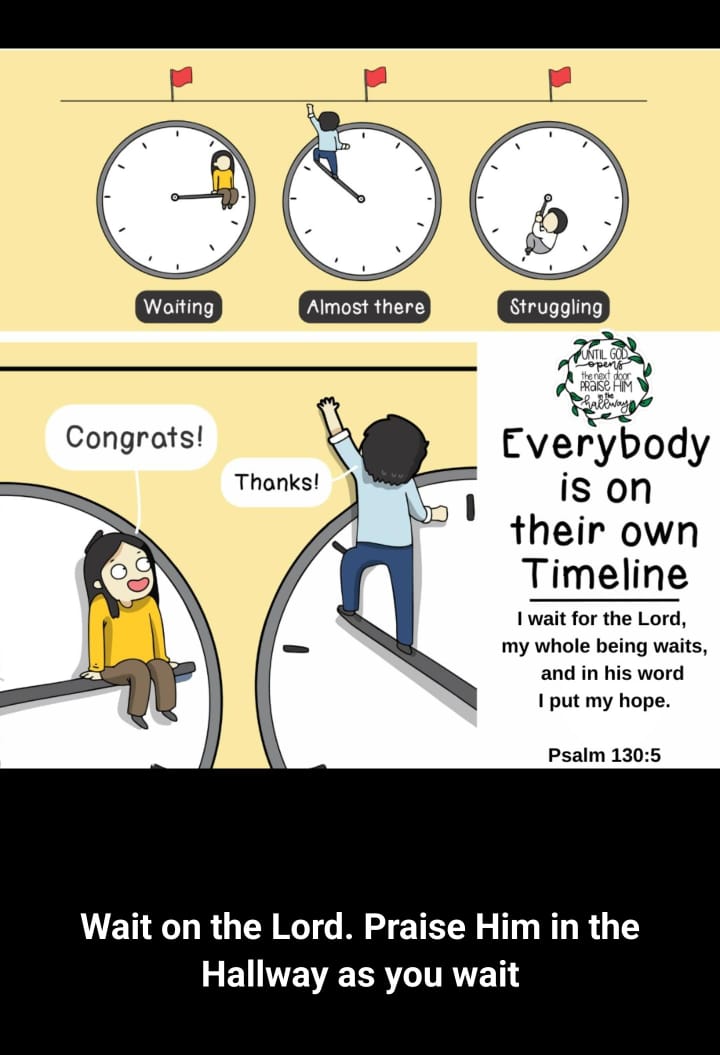 Waiting
Almost there
Struggling
Congrats!
Thanks!
UNTIL GOD
opens
the next door
PRAISE HIM
in the
hallway
Everybody
is on
their own
Timeline
I wait for the Lord,
my whole being waits,
and in his word
I put my hope.
Psalm 130:5
Wait on the Lord. Praise Him in the
Hallway as you wait